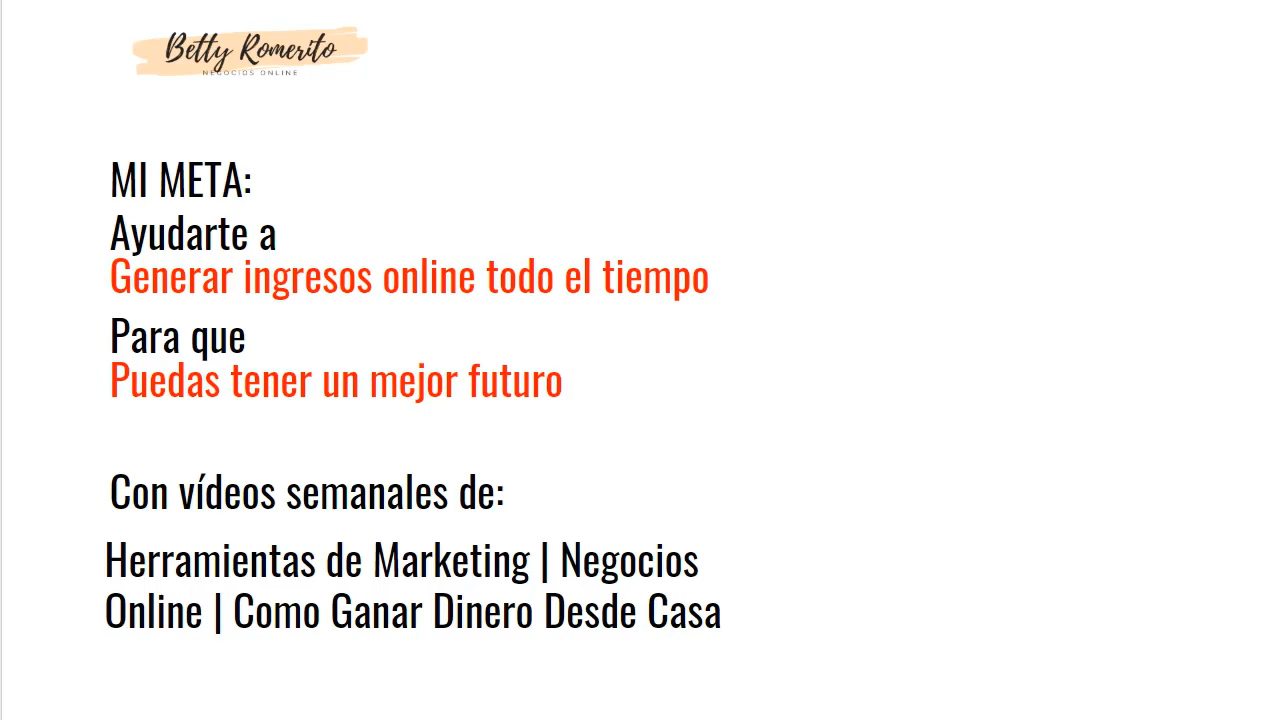 Betty Romerito
NEGOCIOS ONLINE
MI META:
Ayudarte a
Generar ingresos online todo el tiempo
Para que
Puedas tener un mejor futuro
Con vídeos semanales de:
Herramientas de Marketing | Negocios
Online | Como Ganar Dinero Desde Casa